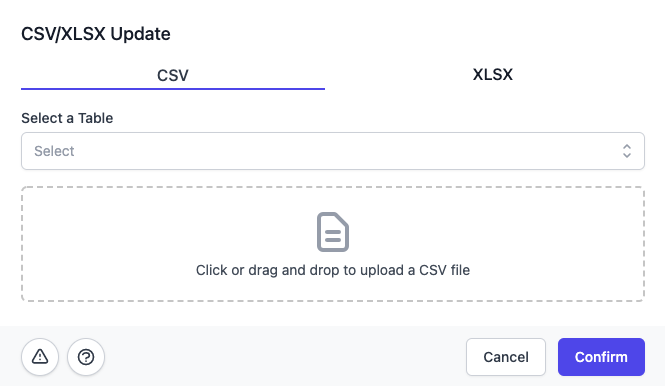 CSV/XLSX Update
CSV
XLSX
Select a Table
Select
Click or drag and drop to upload a CSV file
Cancel
Confirm